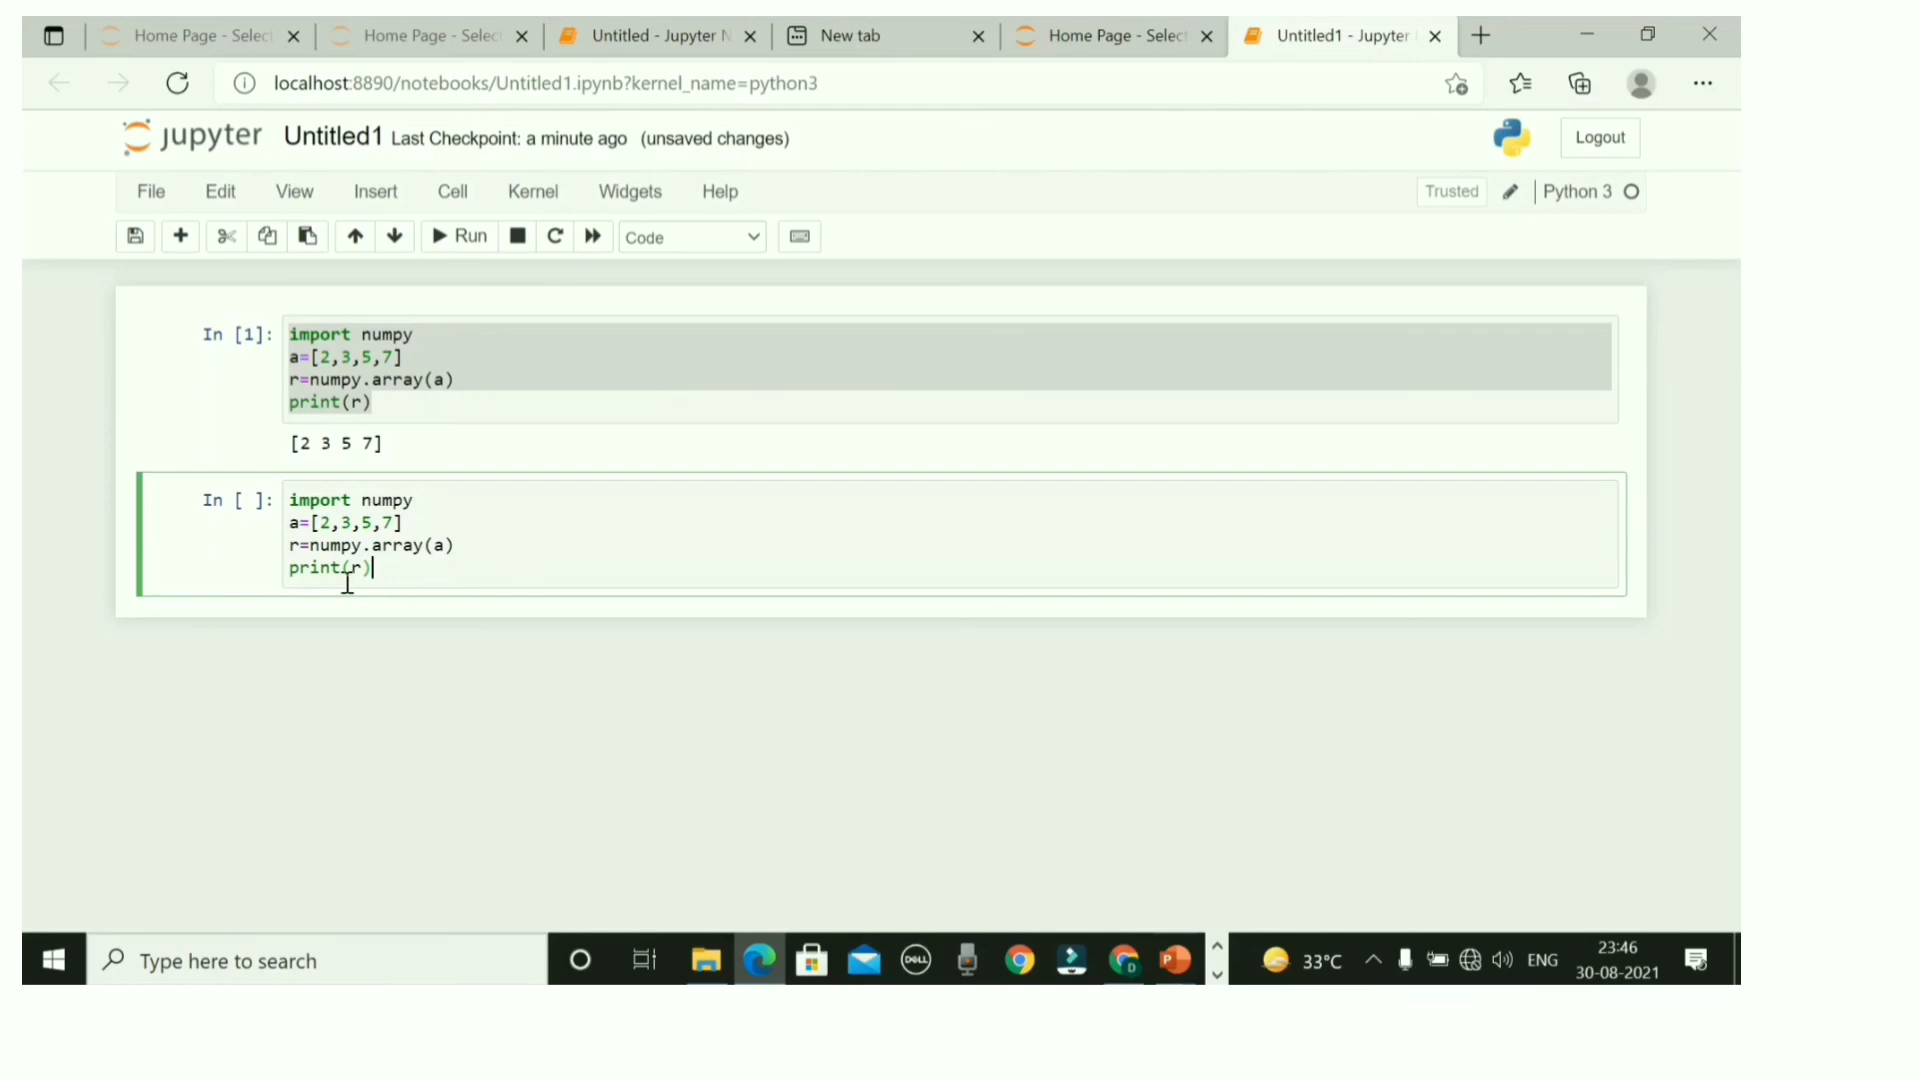 Home Page - Select
Home Page - Selec
Untitled - Jupyter N
New tab
Home Page - Selec
Untitled1 - Jupyter
localhost:8890/notebooks/Untitled1.ipynb?kernel_name=python3
jupyter Untitled1 Last Checkpoint: a minute ago (unsaved changes)
Logout
File Edit View Insert Cell Kernel Widgets Help
Trusted
Python 3
Run
Code
In [1]: import numpy
a=[2,3,5,7]
r=numpy.array(a)
print(r)
[2 3 5 7]
In [ ]: import numpy
a=[2,3,5,7]
r=numpy.array(a)
print(r)
Type here to search
DELL
D
P
33°C
ENG
23:46
30-08-2021